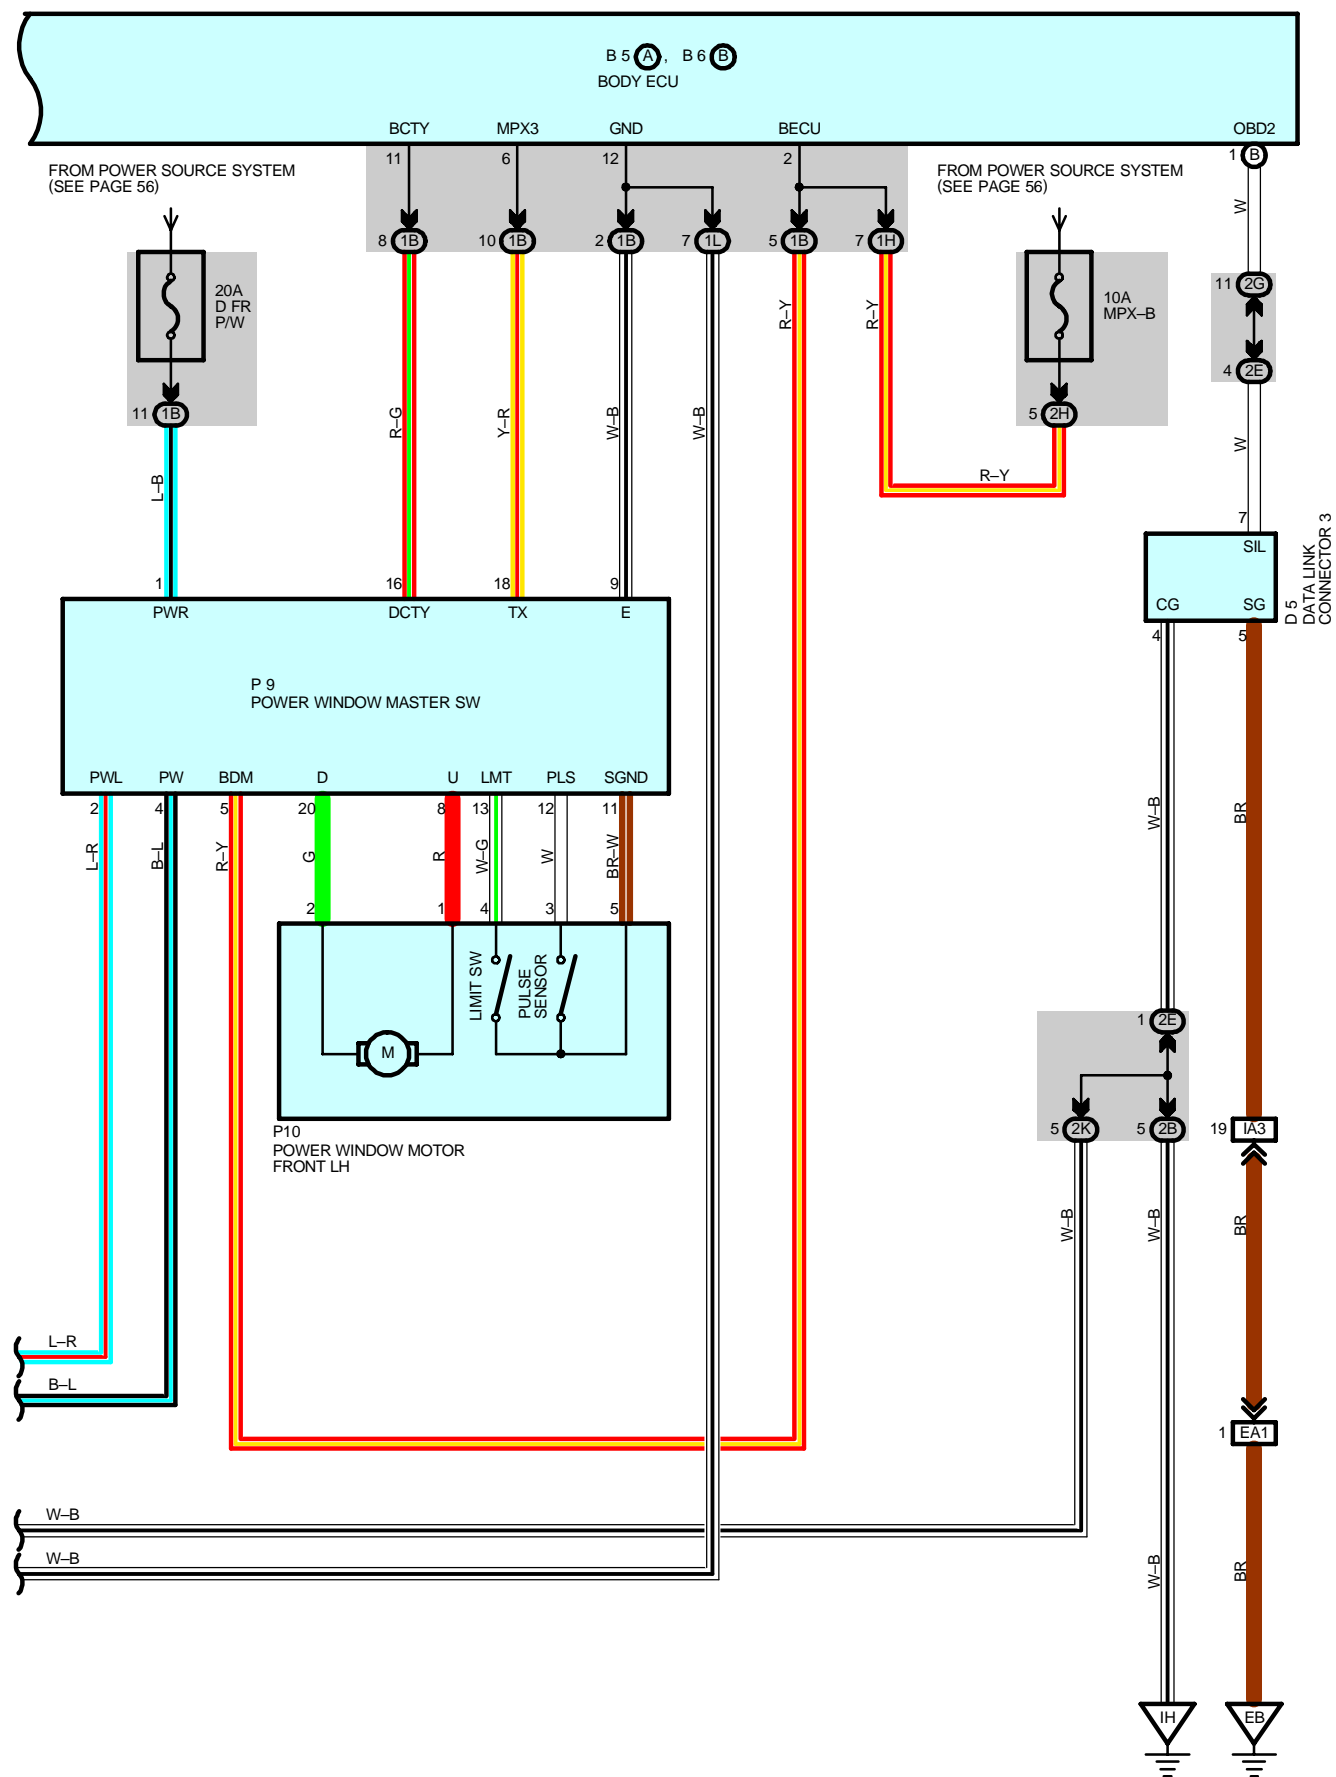 B 5 A , B 6 B
BODY ECU
BCTY MPX3 GND BECU OBD2
11 6 12 2 1 B
FROM POWER SOURCE SYSTEM
(SEE PAGE 56)
FROM POWER SOURCE SYSTEM
(SEE PAGE 56)
W
8 1B 10 1B 2 1B 7 1L 5 1B 7 1H
20A
D FR
P/W
10A
MPX–B
11 2G
4 2E
R–Y R–Y
11 1B
5 2H
R–G Y–R W–B W–B
W
L–B
R–Y
7
SIL
CG SG
D 5
DATA LINK
CONNECTOR 3
4 5
1 16 18 9
PWR DCTY TX E
P 9
POWER WINDOW MASTER SW
PWL PW BDM D U LMT PLS SGND
2 4 5 20 8 13 12 11
L–R B–L R–Y G R W–G W BR–W
W–B BR
2 1 4 3 5
LIMIT SW
PULSE
SENSOR
M
P10
POWER WINDOW MOTOR
FRONT LH
1 2E
5 2K 5 2B 19 IA3
W–B W–B BR
L–R
B–L
1 EA1
W–B
W–B
W–B BR
IH EB